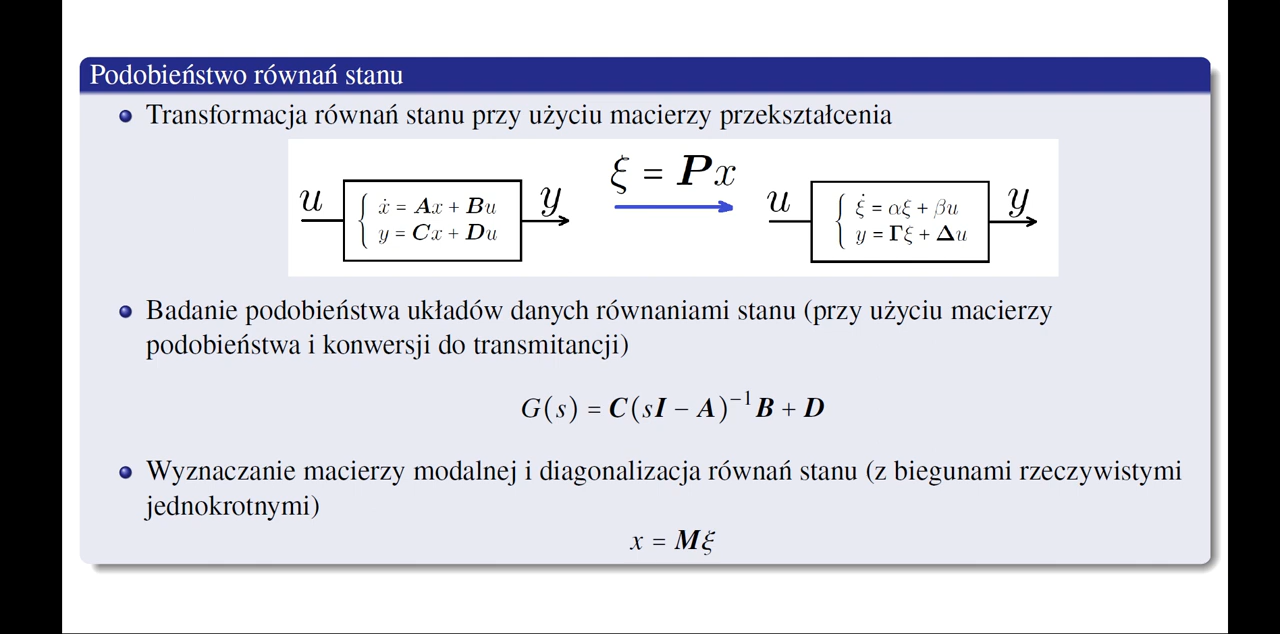 Podobieństwo równań stanu
Transformacja równań stanu przy użyciu macierzy przekształcenia
ξ = Px
u
ẋ = Ax + Bu
y = Cx + Du
y
u
ξ̇ = αξ + βu
y = Γξ + Δu
y
Badanie podobieństwa układów danych równaniami stanu (przy użyciu macierzy
podobieństwa i konwersji do transmitancji)
G(s) = C(sI − A)⁻¹B + D
Wyznaczanie macierzy modalnej i diagonalizacja równań stanu (z biegunami rzeczywistymi
jednokrotnymi)
x = Mξ